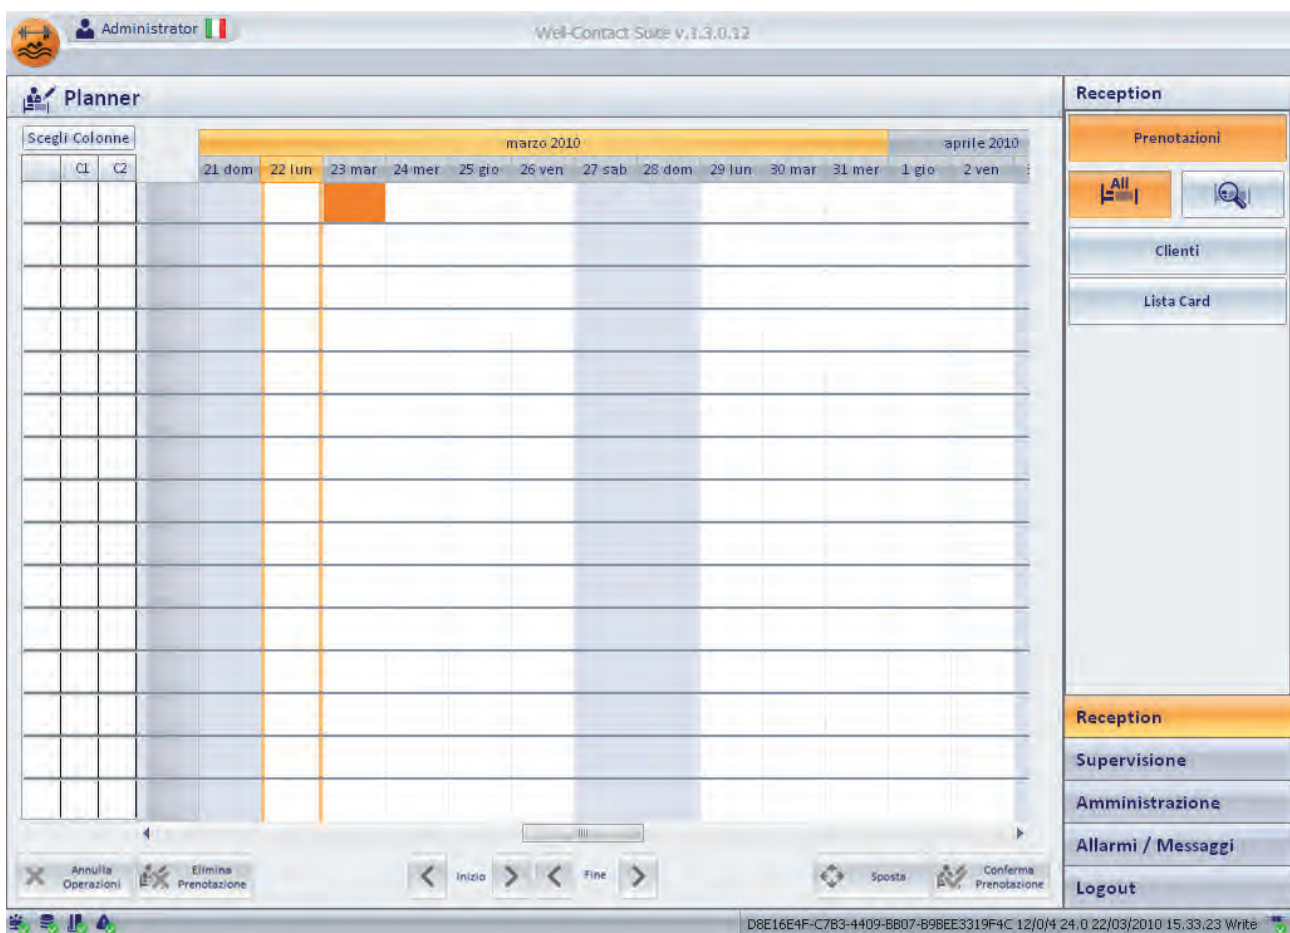 Administrator
Well-Contact Suite v.1.3.0.12
Planner
Reception
Scegli Colonne
marzo 2010
aprile 2010
Prenotazioni
C1 C2
21 dom 22 lun 23 mar 24 mer 25 gio 26 ven 27 sab 28 dom 29 lun 30 mar 31 mer 1 gio 2 ven
All
Clienti
Lista Card
Reception
Supervisione
Amministrazione
Allarmi / Messaggi
Logout
Annulla
Operazioni
Elimina
Prenotazione
Inizio
Fine
Sposta
Conferma
Prenotazione
D8E16E4F-C7B3-4409-BB07-B9BEE3319F4C 12/0/4 24.0 22/03/2010 15.33.23 Write